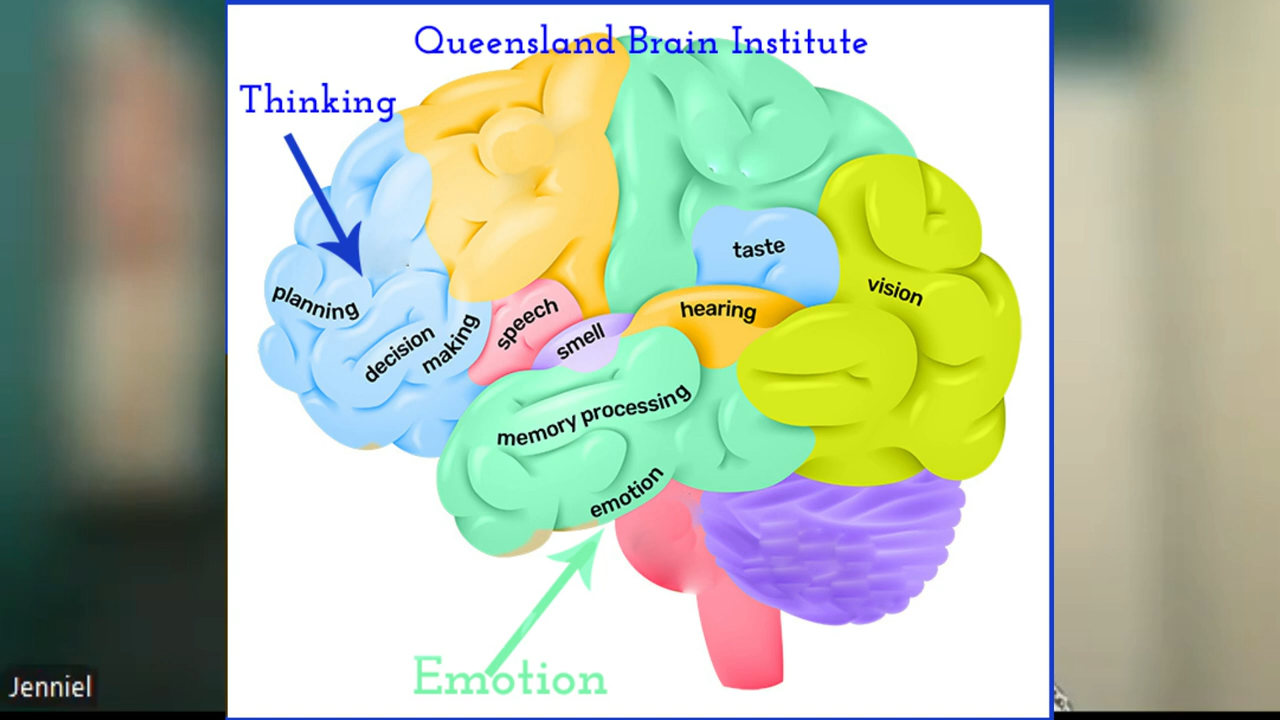 Queensland Brain Institute
Thinking
planning
decision
making
speech
smell
taste
hearing
vision
memory processing
emotion
Emotion
Jenniel